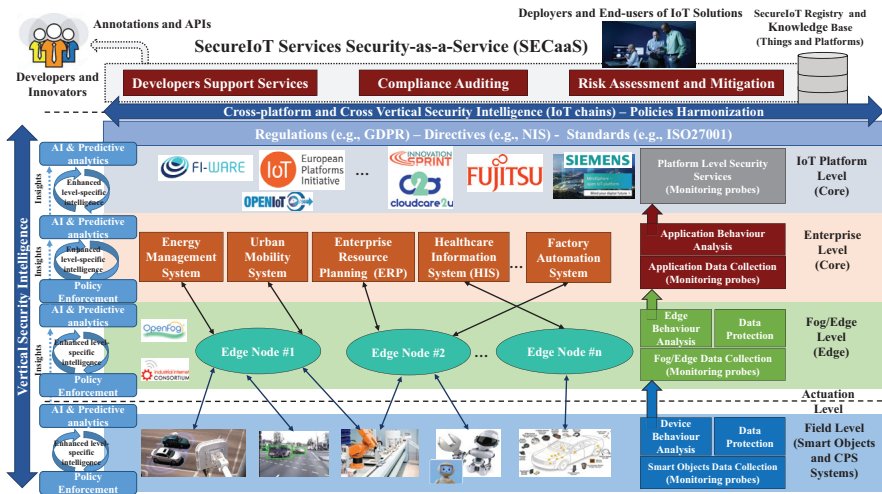 Annotations and APIs
Deployers and End-users of IoT Solutions
SecureIoT Registry and
Knowledge Base
(Things and Platforms)
SecureIoT Services Security-as-a-Service (SECaaS)
Developers and
Innovators
Developers Support Services
Compliance Auditing
Risk Assessment and Mitigation
Cross-platform and Cross Vertical Security Intelligence (IoT chains) – Policies Harmonization
Regulations (e.g., GDPR) – Directives (e.g., NIS) - Standards (e.g., ISO27001)
Vertical Security Intelligence
AI & Predictive
analytics
Insights
Enhanced
level-specific
intelligence
FI-WARE
IoT
European
Platforms
Initiative
OPENIoT
...
INNOVATION
SPRINT
cloudcare2u
FUJITSU
SIEMENS
Platform Level Security
Services
(Monitoring probes)
IoT Platform
Level
(Core)
AI & Predictive
analytics
Insights
Enhanced
level-specific
intelligence
Policy
Enforcement
Energy
Management
System
Urban
Mobility
System
Enterprise
Resource
Planning (ERP)
Healthcare
Information
System (HIS)
...
Factory
Automation
System
Application Behaviour
Analysis
Application Data Collection
(Monitoring probes)
Enterprise
Level
(Core)
AI & Predictive
analytics
Insights
Enhanced level-
specific
intelligence
Policy
Enforcement
OpenFog
Industrial Internet
CONSORTIUM
Edge Node #1
Edge Node #2
...
Edge Node #n
Edge
Behaviour
Analysis
Data
Protection
Fog/Edge Data Collection
(Monitoring probes)
Fog/Edge
Level
(Edge)
Actuation
Level
AI & Predictive
analytics
Enhanced level-
specific
intelligence
Policy
Enforcement
Device
Behaviour
Analysis
Data
Protection
Smart Objects Data Collection
(Monitoring probes)
Field Level
(Smart Objects
and CPS
Systems)